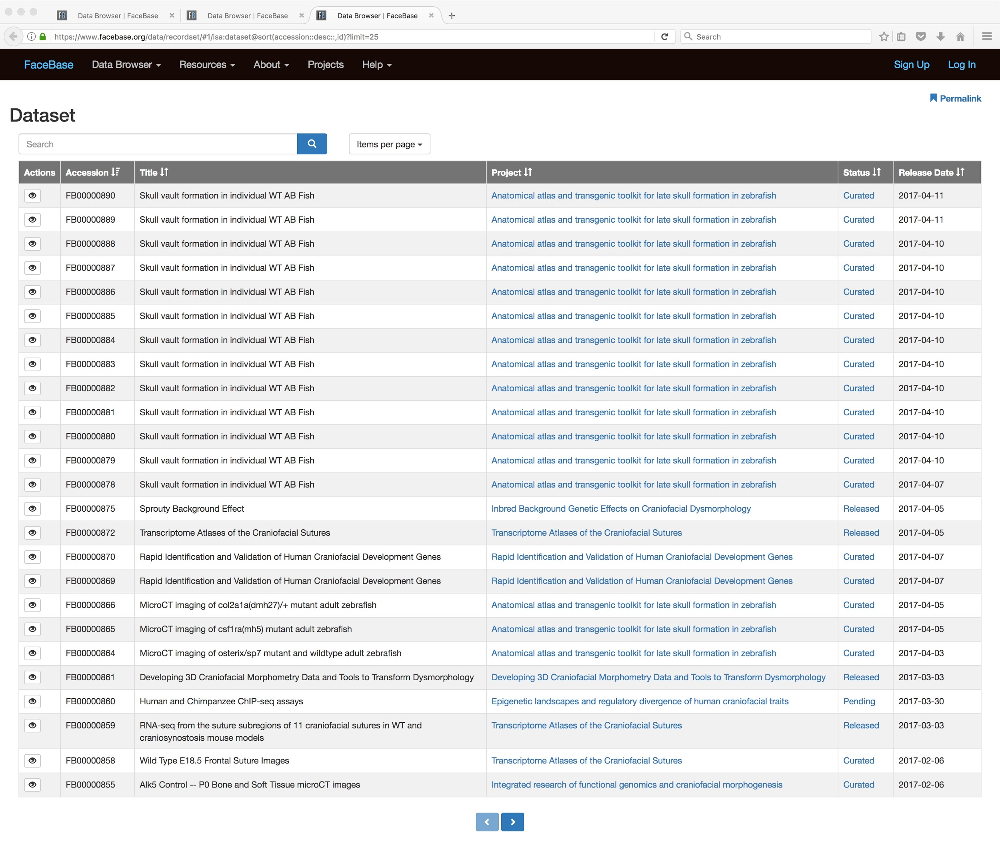 FB Data Browser | FaceBase FB Data Browser | FaceBase FB Data Browser | FaceBase
https://www.facebase.org/data/recordset/#1/isa:dataset@sort(accession::desc::,id)?limit=25 Search
FaceBase Data Browser Resources About Projects Help Sign Up Log In
Permalink
Dataset
Search Items per page
Actions Accession Title Project Status Release Date
FB00000890 Skull vault formation in individual WT AB Fish Anatomical atlas and transgenic toolkit for late skull formation in zebrafish Curated 2017-04-11
FB00000889 Skull vault formation in individual WT AB Fish Anatomical atlas and transgenic toolkit for late skull formation in zebrafish Curated 2017-04-11
FB00000888 Skull vault formation in individual WT AB Fish Anatomical atlas and transgenic toolkit for late skull formation in zebrafish Curated 2017-04-10
FB00000887 Skull vault formation in individual WT AB Fish Anatomical atlas and transgenic toolkit for late skull formation in zebrafish Curated 2017-04-10
FB00000886 Skull vault formation in individual WT AB Fish Anatomical atlas and transgenic toolkit for late skull formation in zebrafish Curated 2017-04-10
FB00000885 Skull vault formation in individual WT AB Fish Anatomical atlas and transgenic toolkit for late skull formation in zebrafish Curated 2017-04-10
FB00000884 Skull vault formation in individual WT AB Fish Anatomical atlas and transgenic toolkit for late skull formation in zebrafish Curated 2017-04-10
FB00000883 Skull vault formation in individual WT AB Fish Anatomical atlas and transgenic toolkit for late skull formation in zebrafish Curated 2017-04-10
FB00000882 Skull vault formation in individual WT AB Fish Anatomical atlas and transgenic toolkit for late skull formation in zebrafish Curated 2017-04-10
FB00000881 Skull vault formation in individual WT AB Fish Anatomical atlas and transgenic toolkit for late skull formation in zebrafish Curated 2017-04-10
FB00000880 Skull vault formation in individual WT AB Fish Anatomical atlas and transgenic toolkit for late skull formation in zebrafish Curated 2017-04-10
FB00000879 Skull vault formation in individual WT AB Fish Anatomical atlas and transgenic toolkit for late skull formation in zebrafish Curated 2017-04-10
FB00000878 Skull vault formation in individual WT AB Fish Anatomical atlas and transgenic toolkit for late skull formation in zebrafish Curated 2017-04-07
FB00000875 Sprouty Background Effect Inbred Background Genetic Effects on Craniofacial Dysmorphology Released 2017-04-05
FB00000872 Transcriptome Atlases of the Craniofacial Sutures Transcriptome Atlases of the Craniofacial Sutures Released 2017-04-05
FB00000870 Rapid Identification and Validation of Human Craniofacial Development Genes Rapid Identification and Validation of Human Craniofacial Development Genes Curated 2017-04-07
FB00000869 Rapid Identification and Validation of Human Craniofacial Development Genes Rapid Identification and Validation of Human Craniofacial Development Genes Curated 2017-04-07
FB00000866 MicroCT imaging of col2a1a(dmh27)/+ mutant adult zebrafish Anatomical atlas and transgenic toolkit for late skull formation in zebrafish Curated 2017-04-05
FB00000865 MicroCT imaging of csf1ra(mh5) mutant adult zebrafish Anatomical atlas and transgenic toolkit for late skull formation in zebrafish Curated 2017-04-05
FB00000864 MicroCT imaging of osterix/sp7 mutant and wildtype adult zebrafish Anatomical atlas and transgenic toolkit for late skull formation in zebrafish Curated 2017-04-03
FB00000861 Developing 3D Craniofacial Morphometry Data and Tools to Transform Dysmorphology Developing 3D Craniofacial Morphometry Data and Tools to Transform Dysmorphology Released 2017-03-03
FB00000860 Human and Chimpanzee ChIP-seq assays Epigenetic landscapes and regulatory divergence of human craniofacial traits Pending 2017-03-30
FB00000859 RNA-seq from the suture subregions of 11 craniofacial sutures in WT and Transcriptome Atlases of the Craniofacial Sutures Released 2017-03-03
craniosynostosis mouse models
FB00000858 Wild Type E18.5 Frontal Suture Images Transcriptome Atlases of the Craniofacial Sutures Curated 2017-02-06
FB00000855 Alk5 Control -- P0 Bone and Soft Tissue microCT images Integrated research of functional genomics and craniofacial morphogenesis Curated 2017-02-06